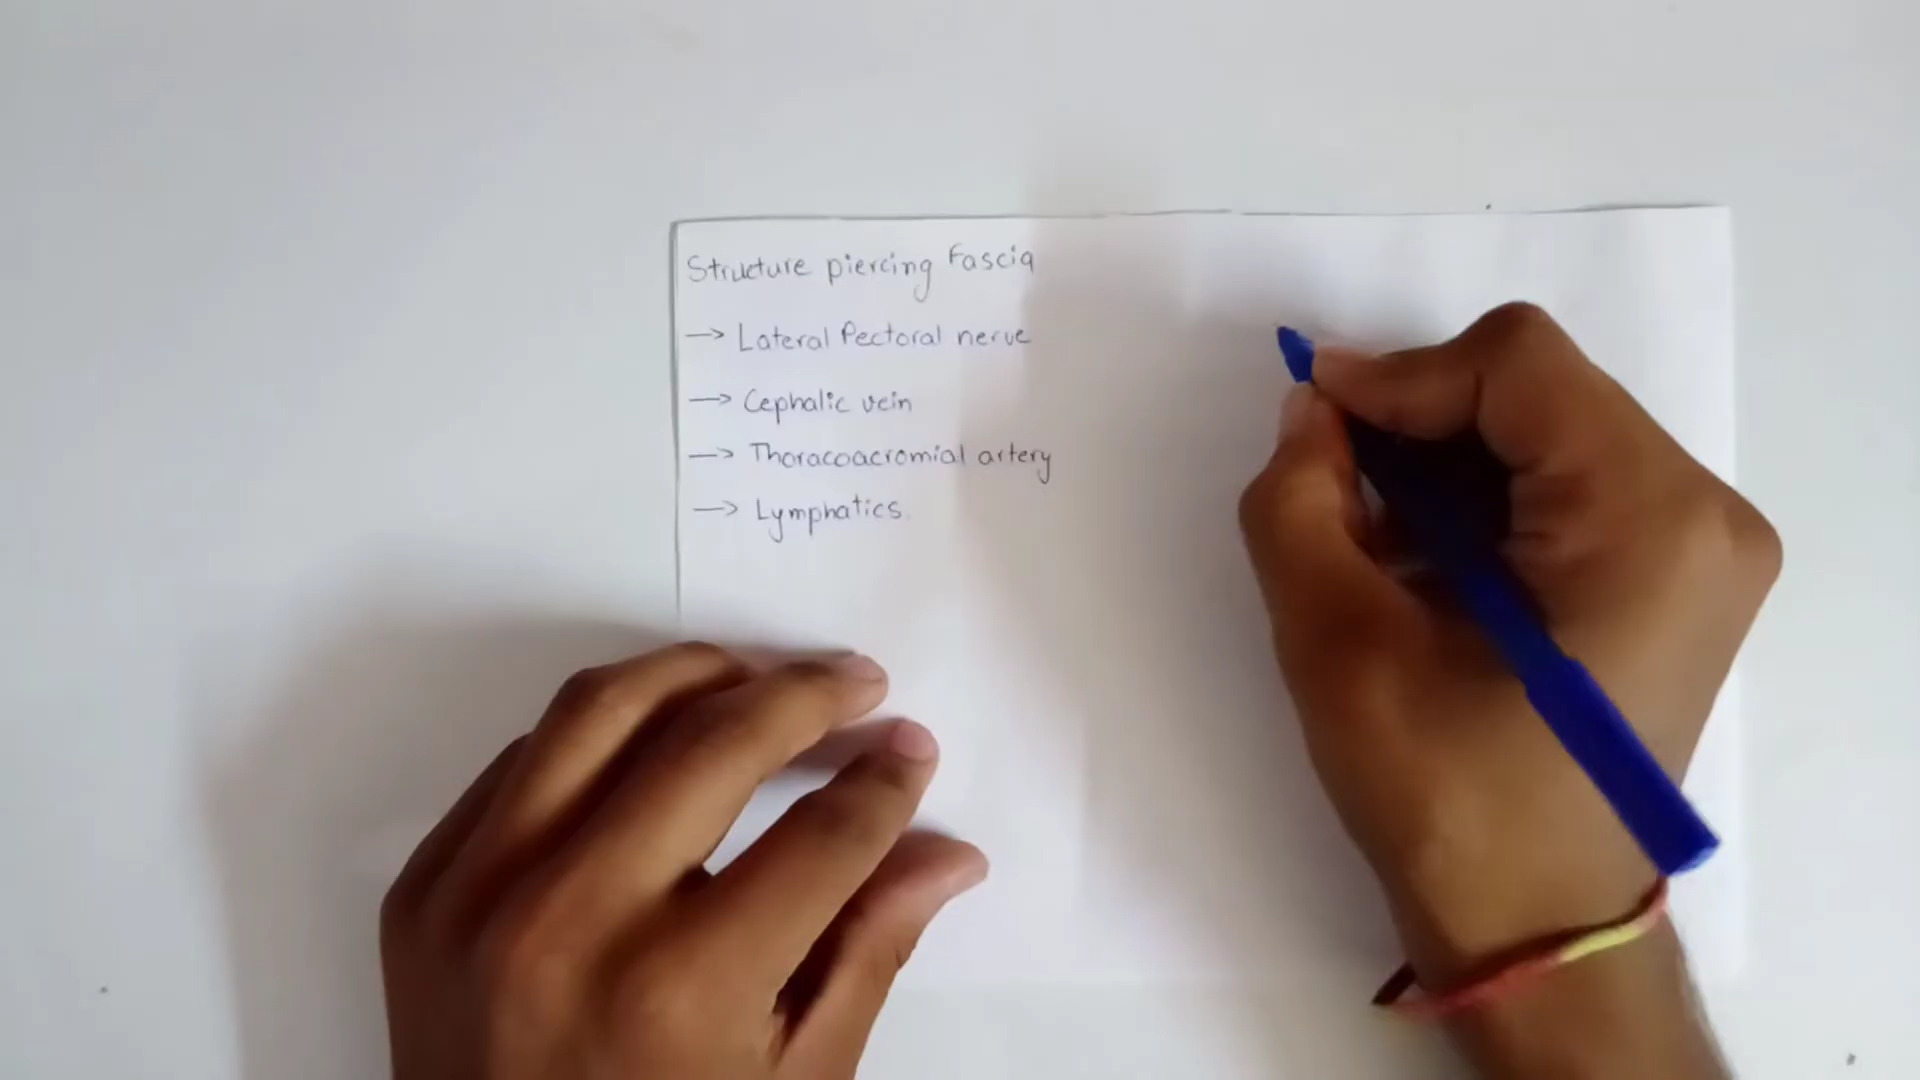 Structure piercing Fascia
→ Lateral Pectoral nerve
→ Cephalic vein
→ Thoracoacromial artery
→ Lymphatics.